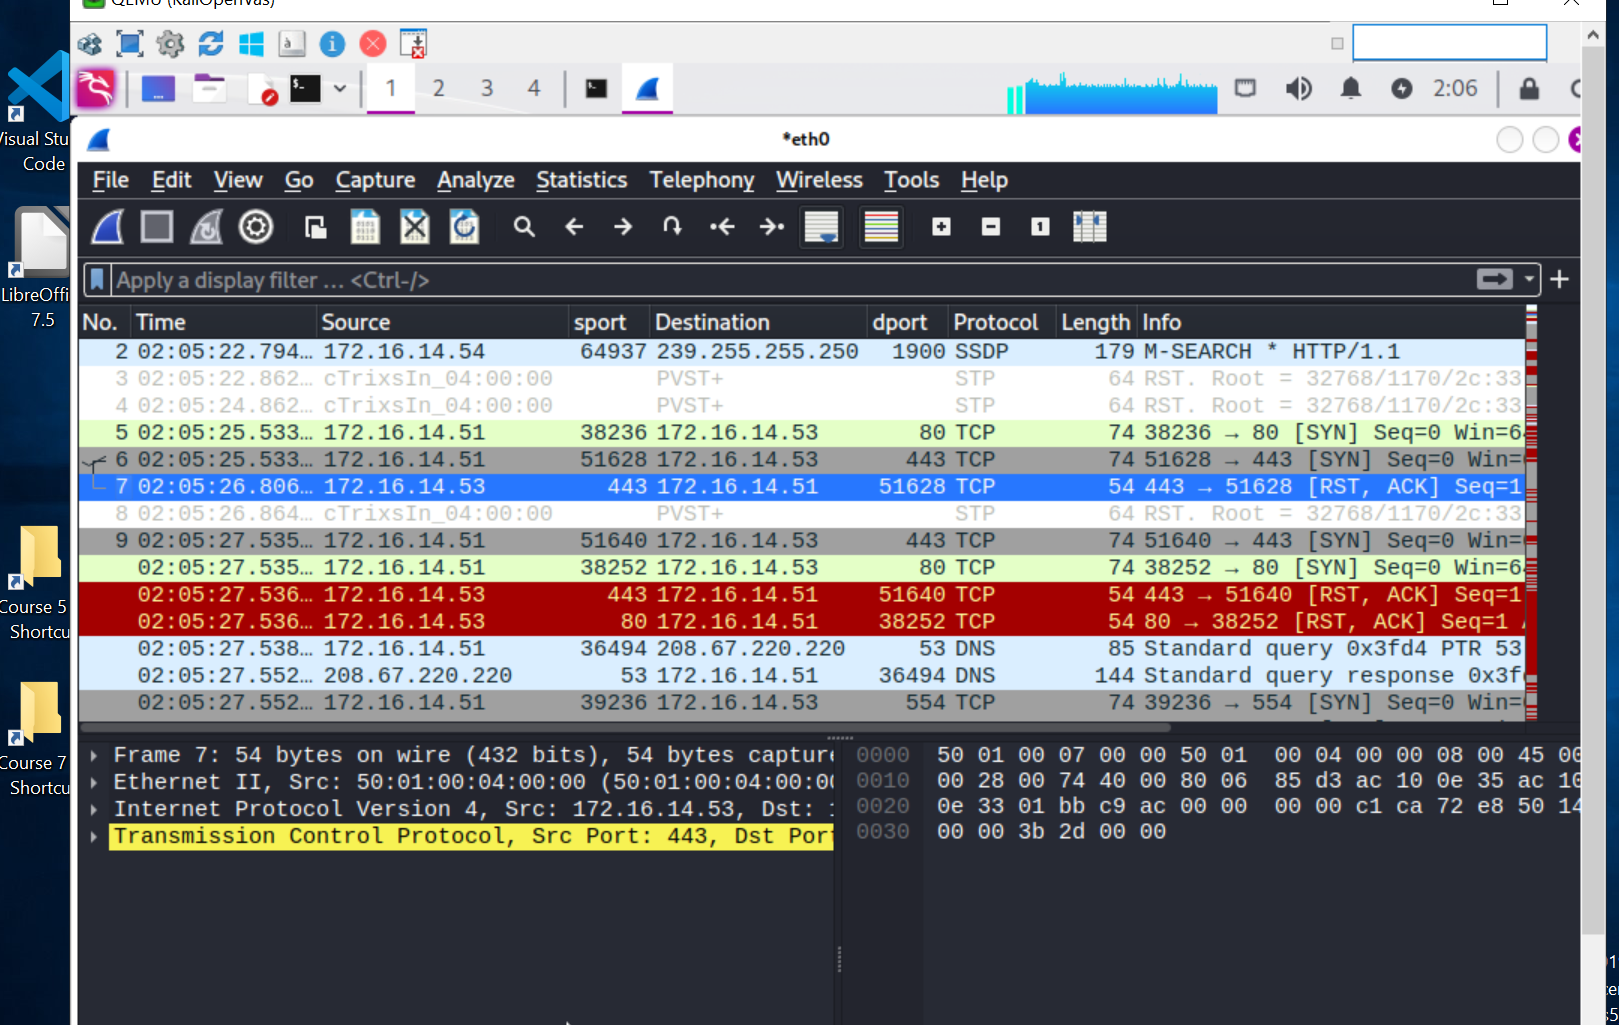 QEMU (KaliOpenVas)
1 2 3 4 2:06
Visual Stu
Code
LibreOffi
7.5
Course 5
Shortcu
Course 7
Shortcu
*eth0
File Edit View Go Capture Analyze Statistics Telephony Wireless Tools Help
Apply a display filter … <Ctrl-/>
No. Time Source sport Destination dport Protocol Length Info
2 02:05:22.794… 172.16.14.54 64937 239.255.255.250 1900 SSDP 179 M-SEARCH * HTTP/1.1
3 02:05:22.862… cTrixsIn_04:00:00 PVST+ STP 64 RST. Root = 32768/1170/2c:33
4 02:05:24.862… cTrixsIn_04:00:00 PVST+ STP 64 RST. Root = 32768/1170/2c:33
5 02:05:25.533… 172.16.14.51 38236 172.16.14.53 80 TCP 74 38236 → 80 [SYN] Seq=0 Win=64
6 02:05:25.533… 172.16.14.51 51628 172.16.14.53 443 TCP 74 51628 → 443 [SYN] Seq=0 Win=
7 02:05:26.806… 172.16.14.53 443 172.16.14.51 51628 TCP 54 443 → 51628 [RST, ACK] Seq=1
8 02:05:26.864… cTrixsIn_04:00:00 PVST+ STP 64 RST. Root = 32768/1170/2c:33
9 02:05:27.535… 172.16.14.51 51640 172.16.14.53 443 TCP 74 51640 → 443 [SYN] Seq=0 Win=
02:05:27.535… 172.16.14.51 38252 172.16.14.53 80 TCP 74 38252 → 80 [SYN] Seq=0 Win=64
02:05:27.536… 172.16.14.53 443 172.16.14.51 51640 TCP 54 443 → 51640 [RST, ACK] Seq=1
02:05:27.536… 172.16.14.53 80 172.16.14.51 38252 TCP 54 80 → 38252 [RST, ACK] Seq=1
02:05:27.538… 172.16.14.51 36494 208.67.220.220 53 DNS 85 Standard query 0x3fd4 PTR 53
02:05:27.552… 208.67.220.220 53 172.16.14.51 36494 DNS 144 Standard query response 0x3f
02:05:27.552… 172.16.14.51 39236 172.16.14.53 554 TCP 74 39236 → 554 [SYN] Seq=0 Win=
Frame 7: 54 bytes on wire (432 bits), 54 bytes capture
Ethernet II, Src: 50:01:00:04:00:00 (50:01:00:04:00:00
Internet Protocol Version 4, Src: 172.16.14.53, Dst: 1
Transmission Control Protocol, Src Port: 443, Dst Port
0000 50 01 00 07 00 00 50 01 00 04 00 00 08 00 45 00
0010 00 28 00 74 40 00 80 06 85 d3 ac 10 0e 35 ac 10
0020 0e 33 01 bb c9 ac 00 00 00 00 c1 ca 72 e8 50 14
0030 00 00 3b 2d 00 00